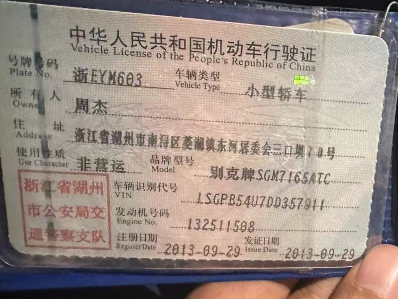 中华人民共和国机动车行驶证
Vehicle License of the People's Republic of China
号牌号码 浙EYM603 车辆类型 小型轿车
Plate No. Vehicle Type
所有人 周杰
Owner
住址 浙江省湖州市南浔区菱湖镇东河居委会三口坝70号
Address
使用性质 非营运 品牌型号 别克牌SGM7165ATC
Use Character Model
浙江省湖州
市公安局交
通警察支队
车辆识别代号 LSGPB54U7DD357911
VIN
发动机号码 132511508
Engine No.
注册日期 2013-09-29 发证日期 2013-09-29
Register Date Issue Date